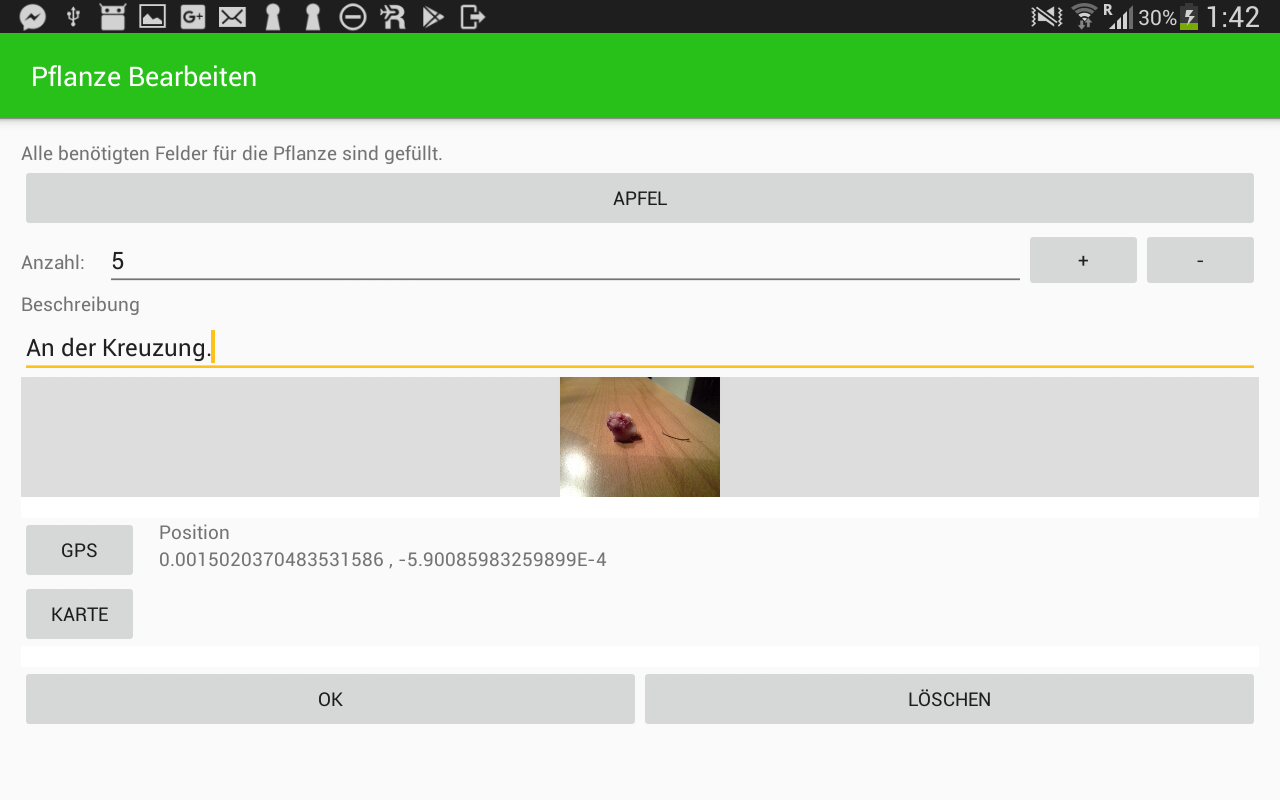 R 30% 1:42
Pflanze Bearbeiten
Alle benötigten Felder für die Pflanze sind gefüllt.
APFEL
Anzahl: 5 + -
Beschreibung
An der Kreuzung.
GPS
Position
0.0015020370483531586 , -5.90085983259899E-4
KARTE
OK LÖSCHEN